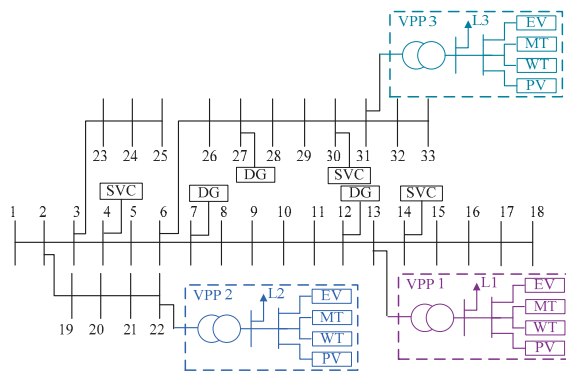 VPP 3
L3
EV
MT
WT
PV
23 24 25
26 27 28 29 30 31 32 33
DG
SVC
SVC
DG
DG
SVC
1 2 3 4 5 6 7 8 9 10 11 12 13 14 15 16 17 18
19 20 21 22
VPP 2
L2
EV
MT
WT
PV
VPP 1
L1
EV
MT
WT
PV